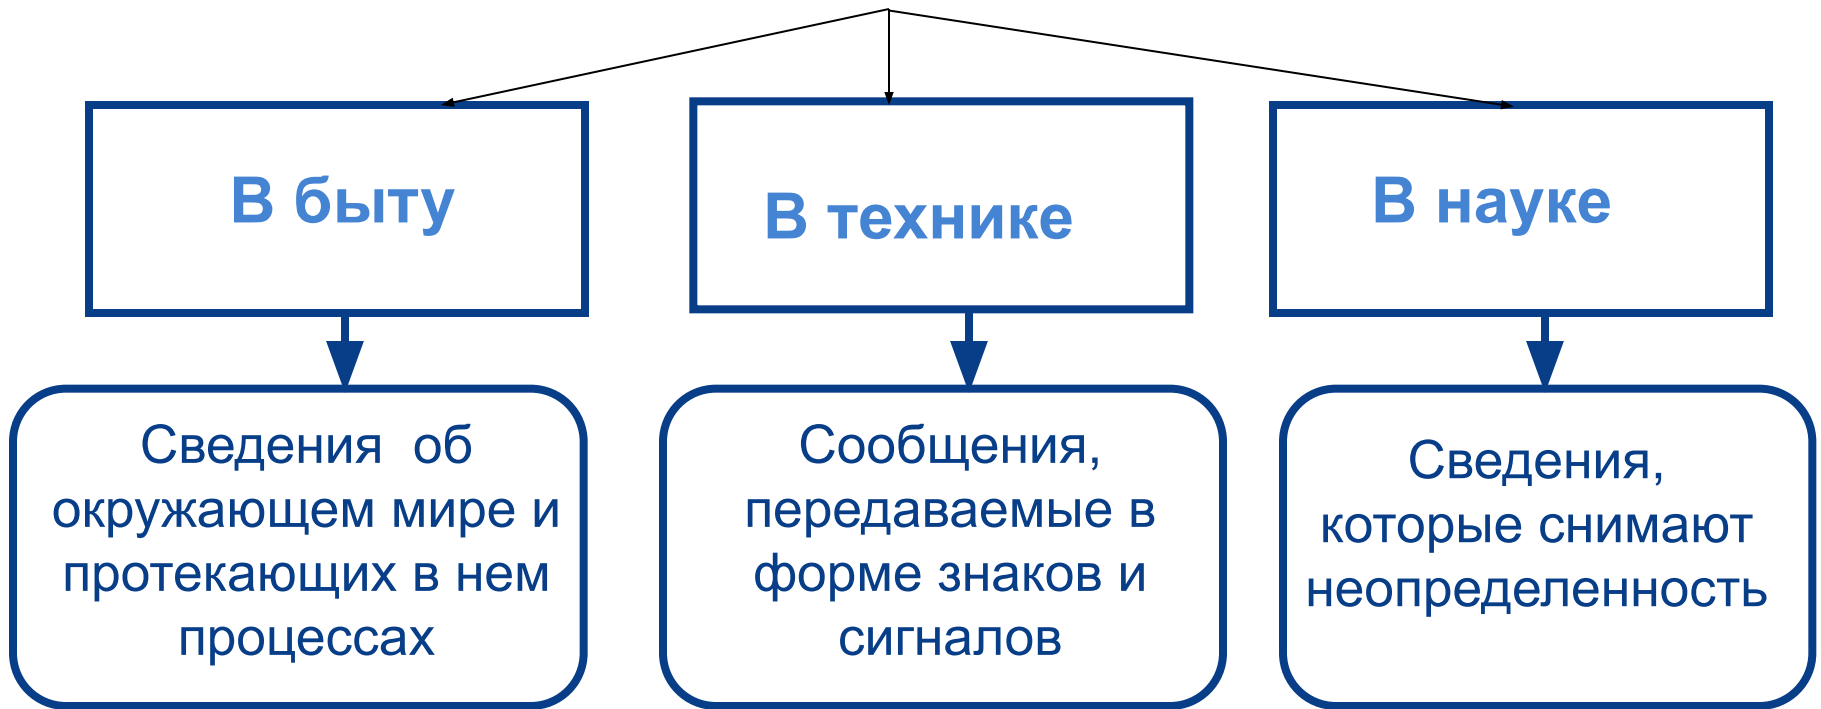 В быту
В технике
В науке
Сведения об
окружающем мире и
протекающих в нем
процессах
Сообщения,
передаваемые в
форме знаков и
сигналов
Сведения,
которые снимают
неопределенность